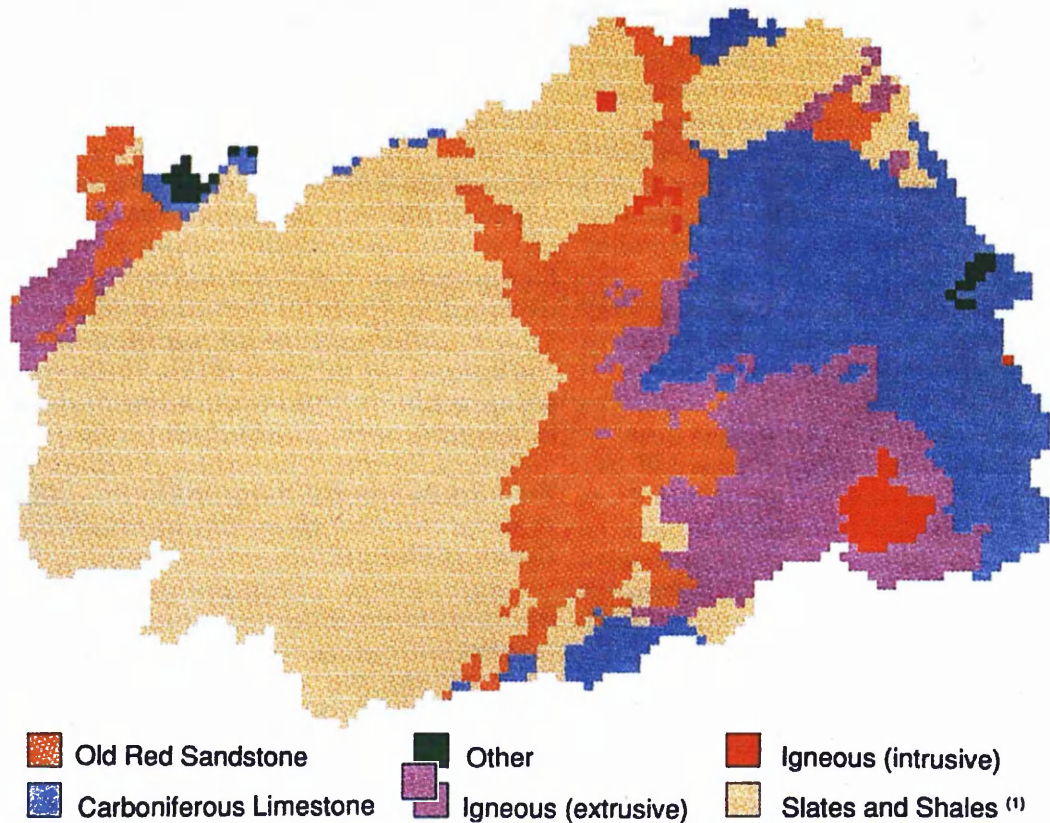 Old Red Sandstone
Other
Igneous (intrusive)
Carboniferous Limestone
Igneous (extrusive)
Slates and Shales (1)